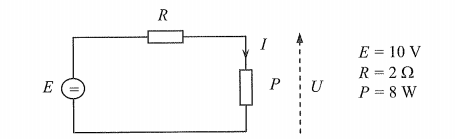 R
I
E
P
U
=
E = 10 V
R = 2 Ω
P = 8 W